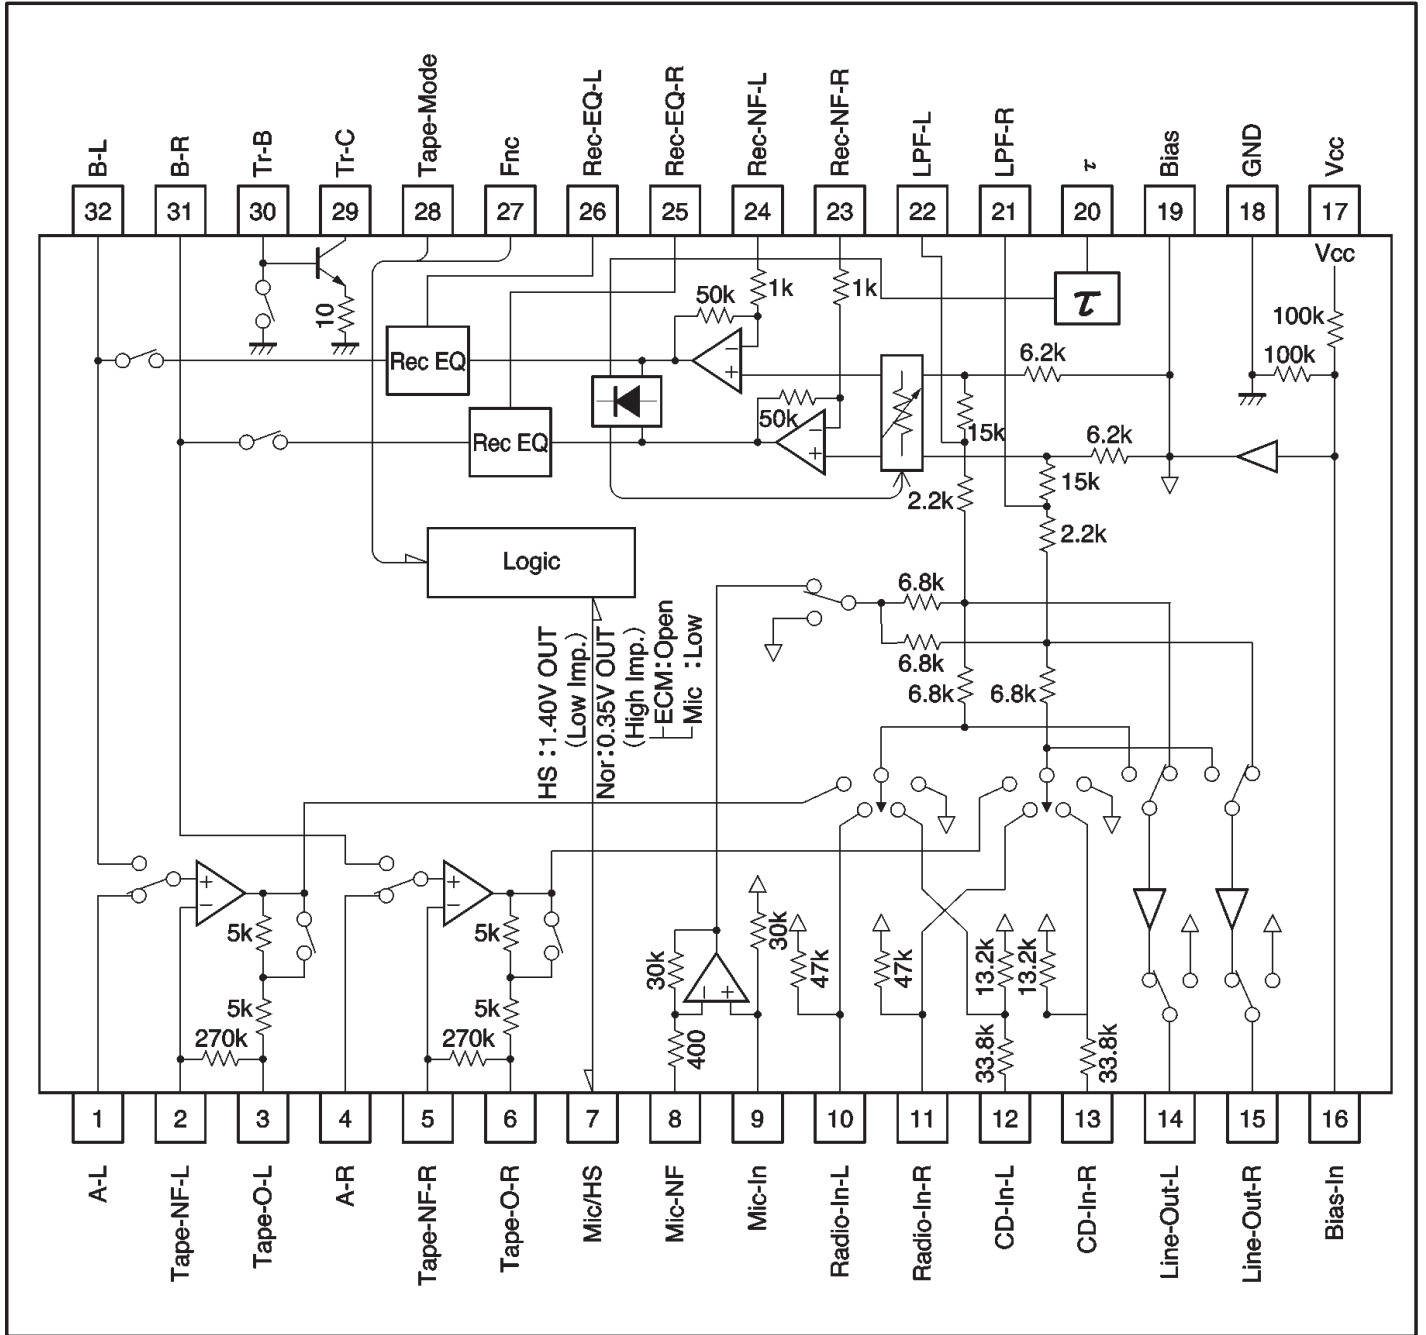 B-L
B-R
Tr-B
Tr-C
Tape-Mode
Fnc
Rec-EQ-L
Rec-EQ-R
Rec-NF-L
Rec-NF-R
LPF-L
LPF-R
τ
Bias
GND
Vcc
32
31
30
29
28
27
26
25
24
23
22
21
20
19
18
17
Vcc
10
50k
1k
1k
τ
100k
100k
Rec EQ
6.2k
50k
15k
Rec EQ
6.2k
15k
2.2k
2.2k
Logic
6.8k
6.8k
6.8k
6.8k
HS : 1.40V OUT
(Low Imp.)
Nor : 0.35V OUT
(High Imp.)
ECM : Open
Mic : Low
+
−
+
−
−
+
−
+
−
+
5k
5k
270k
5k
5k
270k
30k
400
30k
47k
47k
13.2k
13.2k
33.8k
33.8k
1
2
3
4
5
6
7
8
9
10
11
12
13
14
15
16
A-L
Tape-NF-L
Tape-O-L
A-R
Tape-NF-R
Tape-O-R
Mic/HS
Mic-NF
Mic-In
Radio-In-L
Radio-In-R
CD-In-L
CD-In-R
Line-Out-L
Line-Out-R
Bias-In